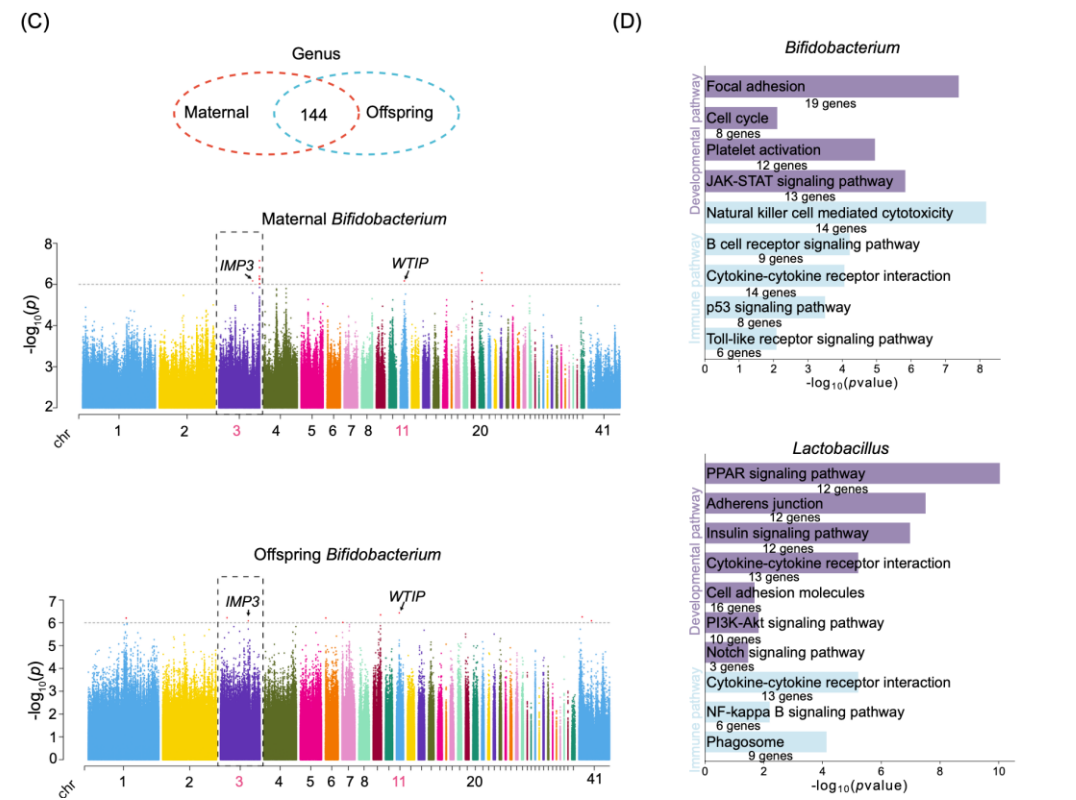 (C)
Genus
Maternal 144 Offspring
Maternal Bifidobacterium
8
6
4
3
2
-log10(p)
IMP3
WTIP
chr 1 2 3 4 5 6 7 8 11 20 41
Offspring Bifidobacterium
7
6
5
4
3
2
1
0
-log10(p)
IMP3
WTIP
chr 1 2 3 4 5 6 7 8 11 20 41
(D)
Bifidobacterium
Developmental pathway
Focal adhesion
19 genes
Cell cycle
8 genes
Platelet activation
12 genes
JAK-STAT signaling pathway
13 genes
Immune pathway
Natural killer cell mediated cytotoxicity
14 genes
B cell receptor signaling pathway
9 genes
Cytokine-cytokine receptor interaction
14 genes
p53 signaling pathway
8 genes
Toll-like receptor signaling pathway
6 genes
0 1 2 3 4 5 6 7 8
-log10(pvalue)
Lactobacillus
Developmental pathway
PPAR signaling pathway
12 genes
Adherens junction
12 genes
Insulin signaling pathway
12 genes
Cytokine-cytokine receptor interaction
13 genes
Cell adhesion molecules
16 genes
PI3K-Akt signaling pathway
10 genes
Notch signaling pathway
3 genes
Immune pathway
Cytokine-cytokine receptor interaction
13 genes
NF-kappa B signaling pathway
6 genes
Phagosome
9 genes
0 2 4 6 8 10
-log10(pvalue)